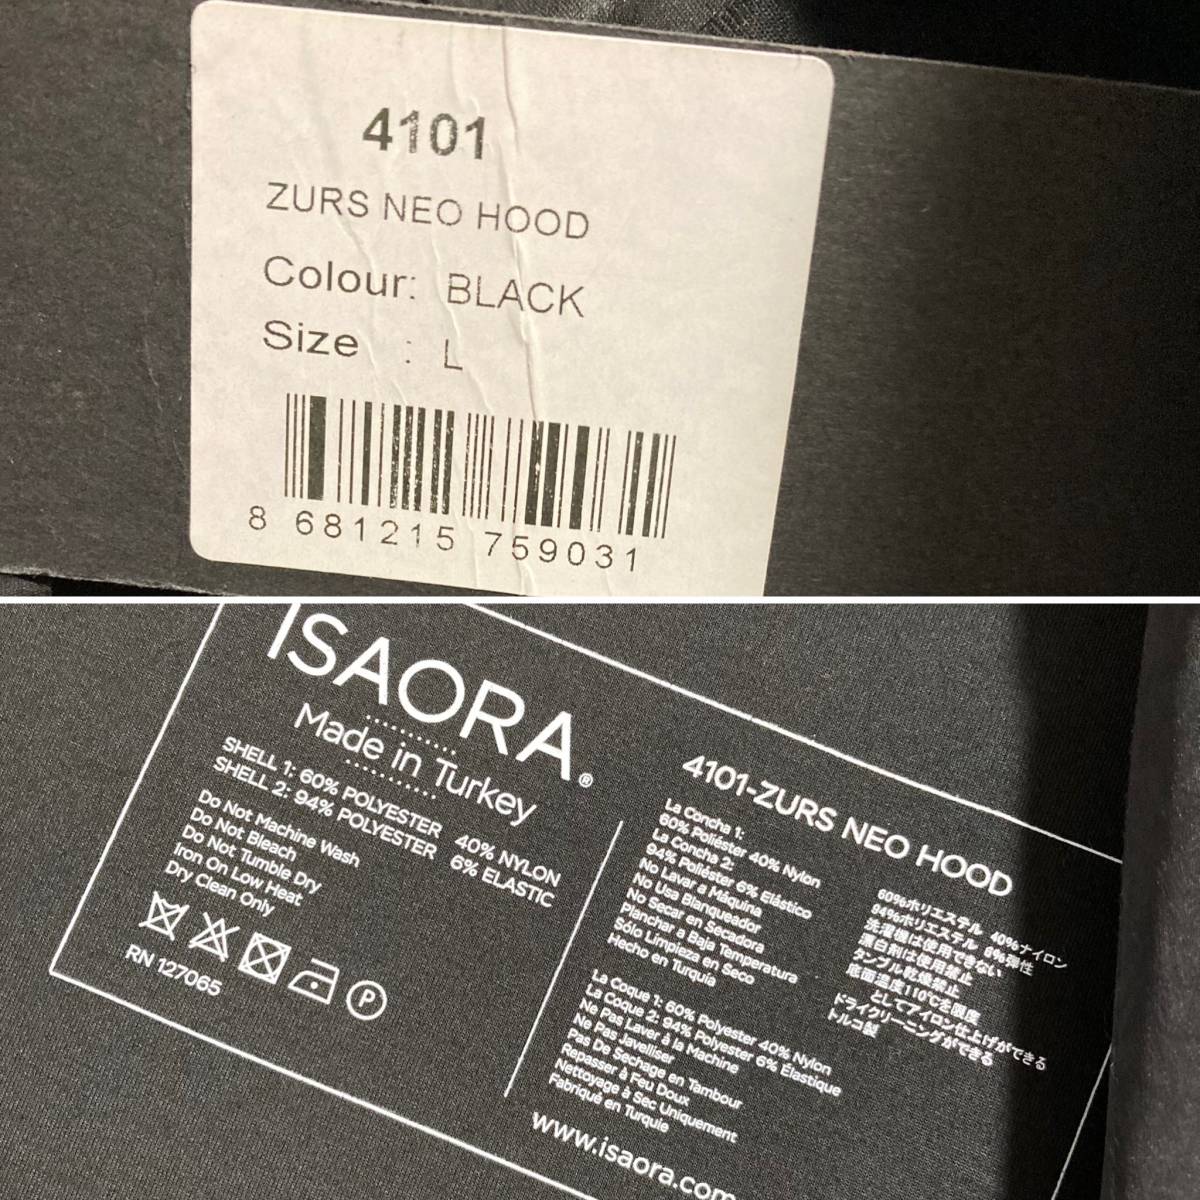 4101
ZURS NEO HOOD
Colour: BLACK
Size : L
8 681215 759031
ISAORA®
Made in Turkey
SHELL 1: 60% POLYESTER 40% NYLON
SHELL 2: 94% POLYESTER 6% ELASTIC
Do Not Machine Wash
Do Not Bleach
Do Not Tumble Dry
Iron On Low Heat
Dry Clean Only
P
RN 127065
4101-ZURS NEO HOOD
La Concha 1:
60% Poliéster 40% Nylon
La Concha 2:
94% Poliéster 6% Elástico
No Lavar a Máquina
No Usa Blanqueador
No Secar en Secadora
Planchar a Baja Temperatura
Sólo Limpieza en Seco
Hecho en Turquía
La Coque 1: 60% Polyester 40% Nylon
La Coque 2: 94% Polyester 6% Élastique
Ne Pas Laver à la Machine
Ne Pas Javelliser
Pas De Sechage en Tambour
Repasser à Feu Doux
Nettoyage à Sec Uniquement
Fabriqué en Turquie
60%ポリエステル 40%ナイロン
94%ポリエステル 6%弾性
洗濯機は使用できない
漂白剤は使用禁止
タンブル乾燥禁止
底面温度110℃を限度
としてアイロン仕上げができる
ドライクリーニングができる
トルコ製
www.isaora.com